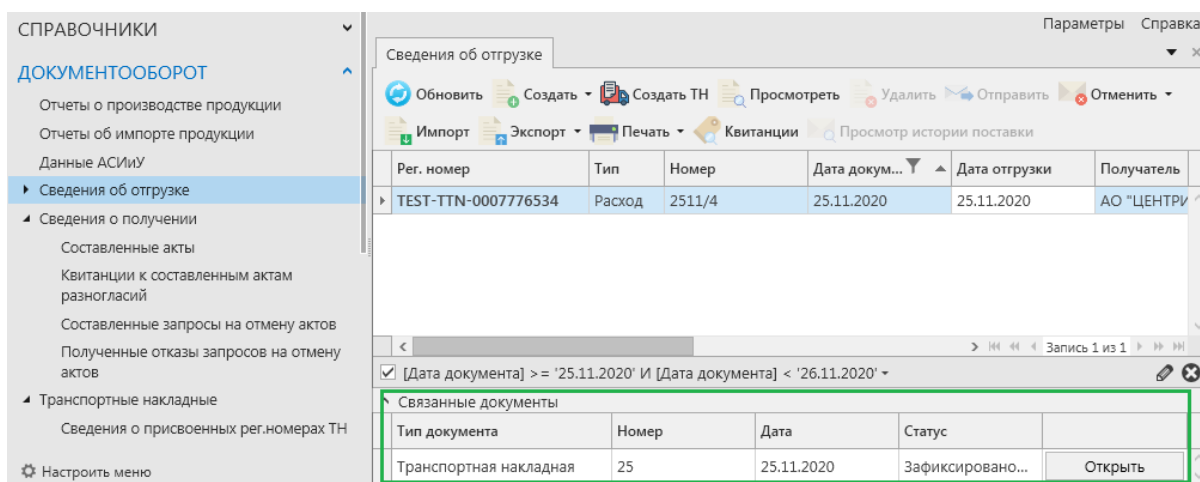 СПРАВОЧНИКИ
ДОКУМЕНТООБОРОТ
Отчеты о производстве продукции
Отчеты об импорте продукции
Данные АСИиУ
Сведения об отгрузке
Сведения о получении
Составленные акты
Квитанции к составленным актам
разногласий
Составленные запросы на отмену актов
Полученные отказы запросов на отмену
актов
Транспортные накладные
Сведения о присвоенных рег.номерах ТН
Настроить меню
Параметры Справка
Сведения об отгрузке
Обновить Создать Создать ТН Просмотреть Удалить Отправить Отменить
Импорт Экспорт Печать Квитанции Просмотр истории поставки
Рег. номер Тип Номер Дата докум... Дата отгрузки Получатель
TEST-TTN-0007776534 Расход 2511/4 25.11.2020 25.11.2020 АО "ЦЕНТРИ
Запись 1 из 1
[Дата документа] >= '25.11.2020' И [Дата документа] < '26.11.2020'
Связанные документы
Тип документа Номер Дата Статус
Транспортная накладная 25 25.11.2020 Зафиксировано... Открыть